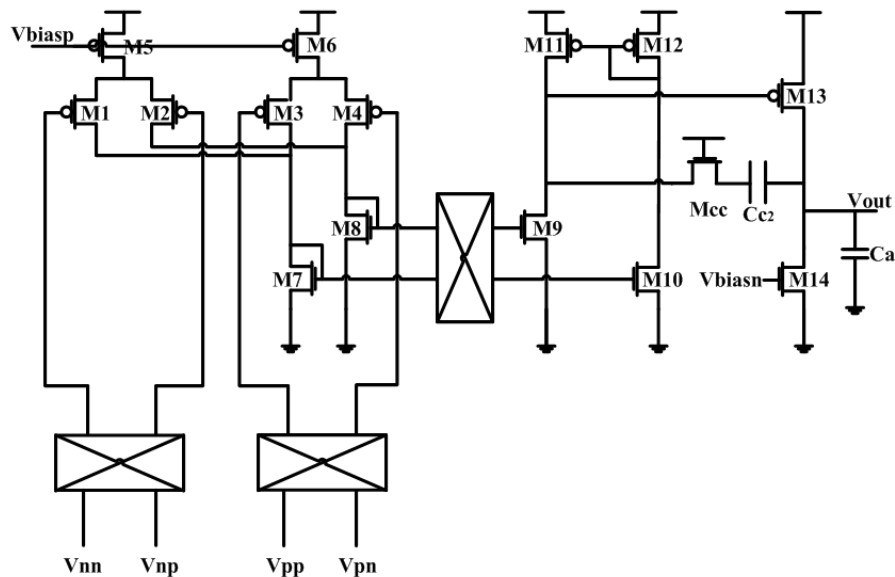 Vbiasp
M5
M6
M11
M12
M1
M2
M3
M4
M13
Mcc
Cc2
Vout
M8
M9
Ca
M7
M10
Vbiasn
M14
Vnn
Vnp
Vpp
Vpn